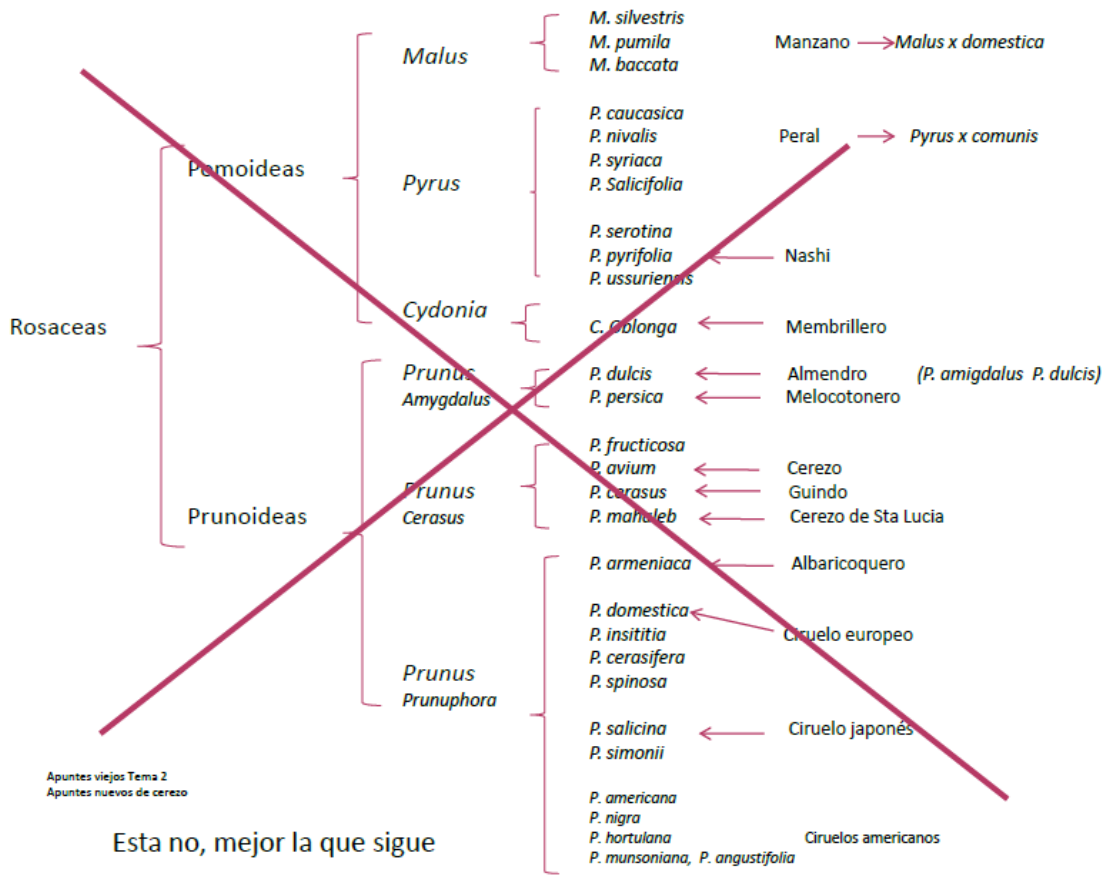 M. silvestris
M. pumila Manzano Malus x domestica
Malus
M. baccata
P. caucasica
P. nivalis Peral Pyrus x comunis
Pomoideas
P. syriaca
Pyrus P. Salicifolia
P. serotina
P. pyrifolia Nashi
P. ussuriensis
Cydonia
Rosaceas C. Oblonga Membrillero
Prunus P. dulcis Almendro (P. amigdalus P. dulcis)
Amygdalus P. persica Melocotonero
P. fructicosa
P. avium Cerezo
Prunus P. cerasus Guindo
Prunoideas Cerasus P. mahaleb Cerezo de Sta Lucia
P. armeniaca Albaricoquero
P. domestica
P. insititia Ciruelo europeo
P. cerasifera
Prunus P. spinosa
Prunuphora
P. salicina Ciruelo japonés
P. simonii
Apuntes viejos Tema 2
Apuntes nuevos de cerezo
P. americana
P. nigra
Esta no, mejor la que sigue P. hortulana Ciruelos americanos
P. munsoniana, P. angustifolia